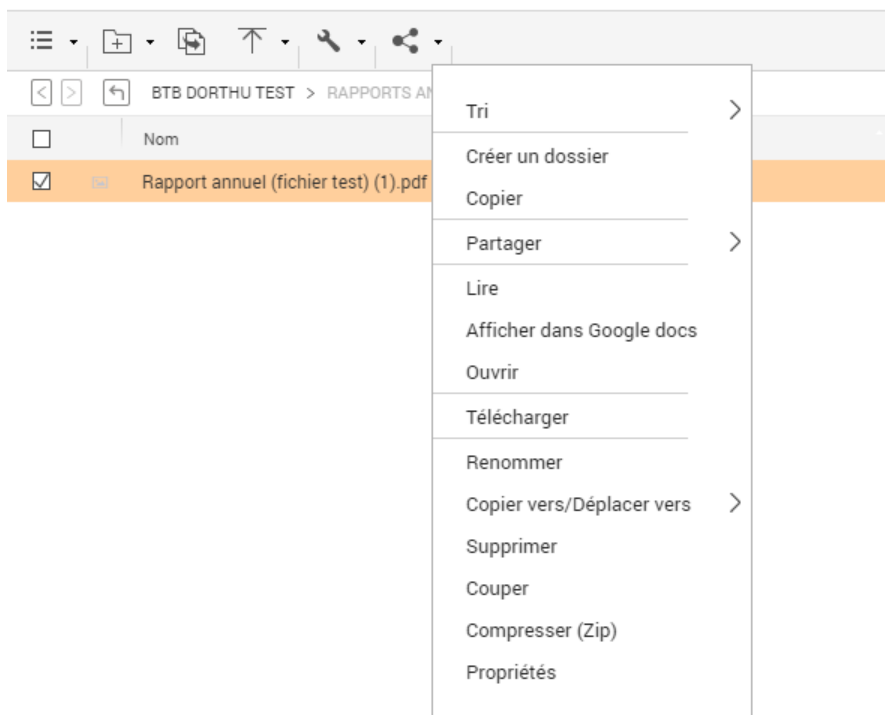 BTB DORTHU TEST > RAPPORTS
Nom
Rapport annuel (fichier test) (1).pdf
Tri
Créer un dossier
Copier
Partager
Lire
Afficher dans Google docs
Ouvrir
Télécharger
Renommer
Copier vers/Déplacer vers
Supprimer
Couper
Compresser (Zip)
Propriétés